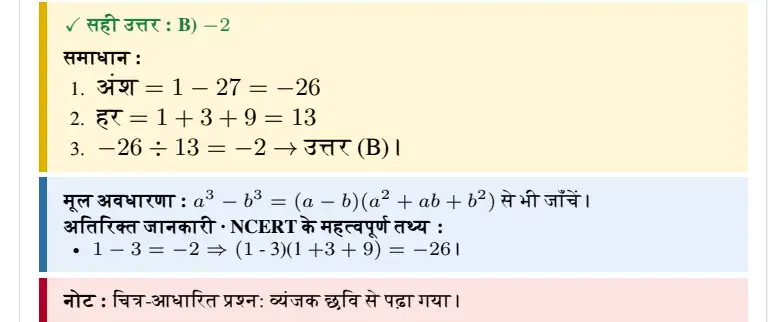 ✓ सही उत्तर : B) −2
समाधान :
1. अंश = 1 − 27 = −26
2. हर = 1 + 3 + 9 = 13
3. −26 ÷ 13 = −2 → उत्तर (B)।
मूल अवधारणा : a³ − b³ = (a − b)(a² + ab + b²) से भी जाँचें।
अतिरिक्त जानकारी · NCERT के महत्वपूर्ण तथ्य :
• 1 − 3 = −2 ⇒ (1 - 3)(1 +3 + 9) = −26।
नोट : चित्र-आधारित प्रश्न: व्यंजक छवि से पढ़ा गया।